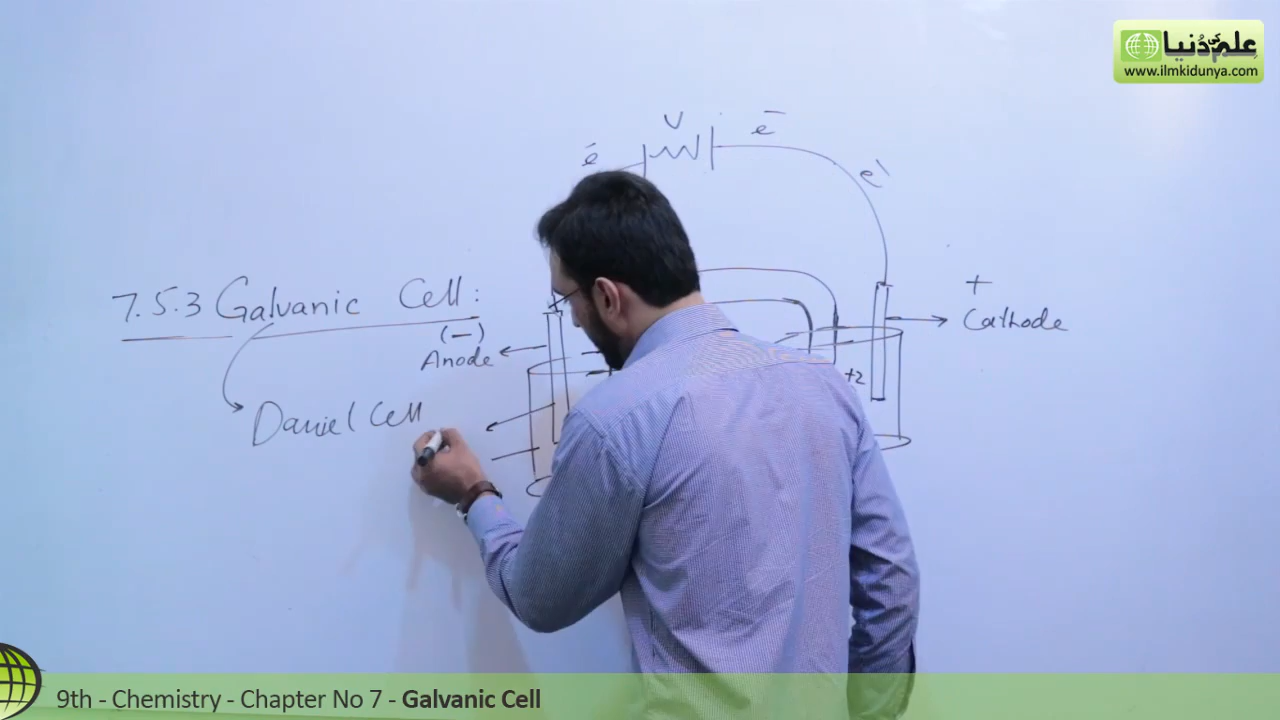 علم کی دُنیا
www.ilmkidunya.com
V
e⁻
e⁻
e⁻
7.5.3 Galvanic Cell:
(-)
Anode
+
Cathode
+2
Daniel Cell
9th - Chemistry - Chapter No 7 - Galvanic Cell